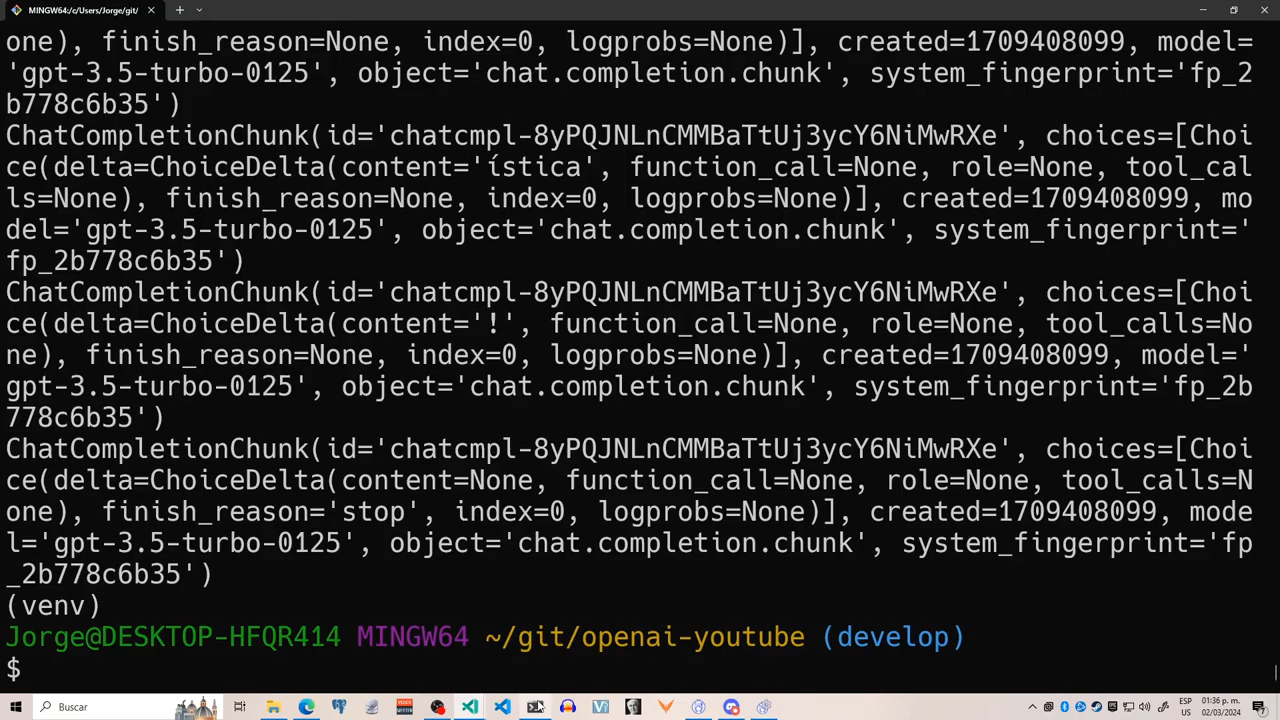 MINGW64:/c/Users/Jorge/git/
one), finish_reason=None, index=0, logprobs=None)], created=1709408099, model=
'gpt-3.5-turbo-0125', object='chat.completion.chunk', system_fingerprint='fp_2
b778c6b35')
ChatCompletionChunk(id='chatcmpl-8yPQJNLnCMMBaTtUj3ycY6NiMwRXe', choices=[Choi
ce(delta=ChoiceDelta(content='ística', function_call=None, role=None, tool_cal
ls=None), finish_reason=None, index=0, logprobs=None)], created=1709408099, mo
del='gpt-3.5-turbo-0125', object='chat.completion.chunk', system_fingerprint='
fp_2b778c6b35')
ChatCompletionChunk(id='chatcmpl-8yPQJNLnCMMBaTtUj3ycY6NiMwRXe', choices=[Choi
ce(delta=ChoiceDelta(content='!', function_call=None, role=None, tool_calls=No
ne), finish_reason=None, index=0, logprobs=None)], created=1709408099, model='
gpt-3.5-turbo-0125', object='chat.completion.chunk', system_fingerprint='fp_2b
778c6b35')
ChatCompletionChunk(id='chatcmpl-8yPQJNLnCMMBaTtUj3ycY6NiMwRXe', choices=[Choi
ce(delta=ChoiceDelta(content=None, function_call=None, role=None, tool_calls=N
one), finish_reason='stop', index=0, logprobs=None)], created=1709408099, mode
l='gpt-3.5-turbo-0125', object='chat.completion.chunk', system_fingerprint='fp
_2b778c6b35')
(venv)
Jorge@DESKTOP-HFQR414 MINGW64 ~/git/openai-youtube (develop)
$
Buscar
ESP
US
01:36 p. m.
02/03/2024